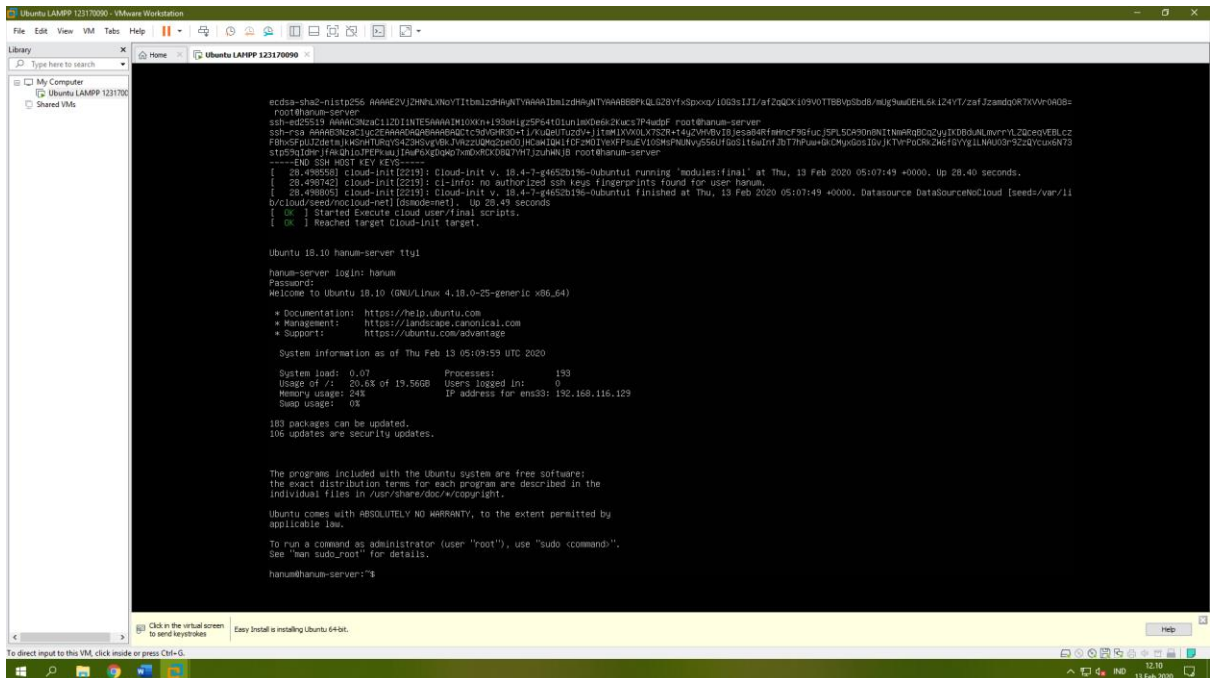 Ubuntu LAMPP 123170090 - VMware Workstation
File Edit View VM Tabs Help
Library
Type here to search
My Computer
Ubuntu LAMPP 123170C
Shared VMs
Home
Ubuntu LAMPP 123170090
root@hanum-server
root@hanum-server
root@hanum-server
-----END SSH HOST KEY KEYS-----
[ 28.498558] cloud-init[2219]: Cloud-init v. 18.4-7-g4652b196-0ubuntu1 running 'modules:final' at Thu, 13 Feb 2020 05:07:49 +0000. Up 28.40 seconds.
[ 28.498742] cloud-init[2219]: ci-info: no authorized ssh keys fingerprints found for user hanum.
[ 28.498805] cloud-init[2219]: Cloud-init v. 18.4-7-g4652b196-0ubuntu1 finished at Thu, 13 Feb 2020 05:07:49 +0000. Datasource DataSourceNoCloud [seed=/var/li
b/cloud/seed/nocloud-net][dsmode=net]. Up 28.49 seconds
[ OK ] Started Execute cloud user/final scripts.
[ OK ] Reached target Cloud-init target.
Ubuntu 18.10 hanum-server tty1
hanum-server login: hanum
Password:
Welcome to Ubuntu 18.10 (GNU/Linux 4.18.0-25-generic x86_64)
* Documentation: https://help.ubuntu.com
* Management: https://landscape.canonical.com
* Support: https://ubuntu.com/advantage
System information as of Thu Feb 13 05:09:59 UTC 2020
System load: 0.07 Processes: 193
Usage of /: 20.6% of 19.56GB Users logged in: 0
Memory usage: 24% IP address for ens33: 192.168.116.129
Swap usage: 0%
183 packages can be updated.
106 updates are security updates.
The programs included with the Ubuntu system are free software;
the exact distribution terms for each program are described in the
individual files in /usr/share/doc/*/copyright.
Ubuntu comes with ABSOLUTELY NO WARRANTY, to the extent permitted by
applicable law.
To run a command as administrator (user "root"), use "sudo <command>".
See "man sudo_root" for details.
hanum@hanum-server:~$
Click in the virtual screen
to send keystrokes
Easy Install is installing Ubuntu 64-bit.
Help
To direct input to this VM, click inside or press Ctrl+G.
IND
12.10
13 Feb 2020